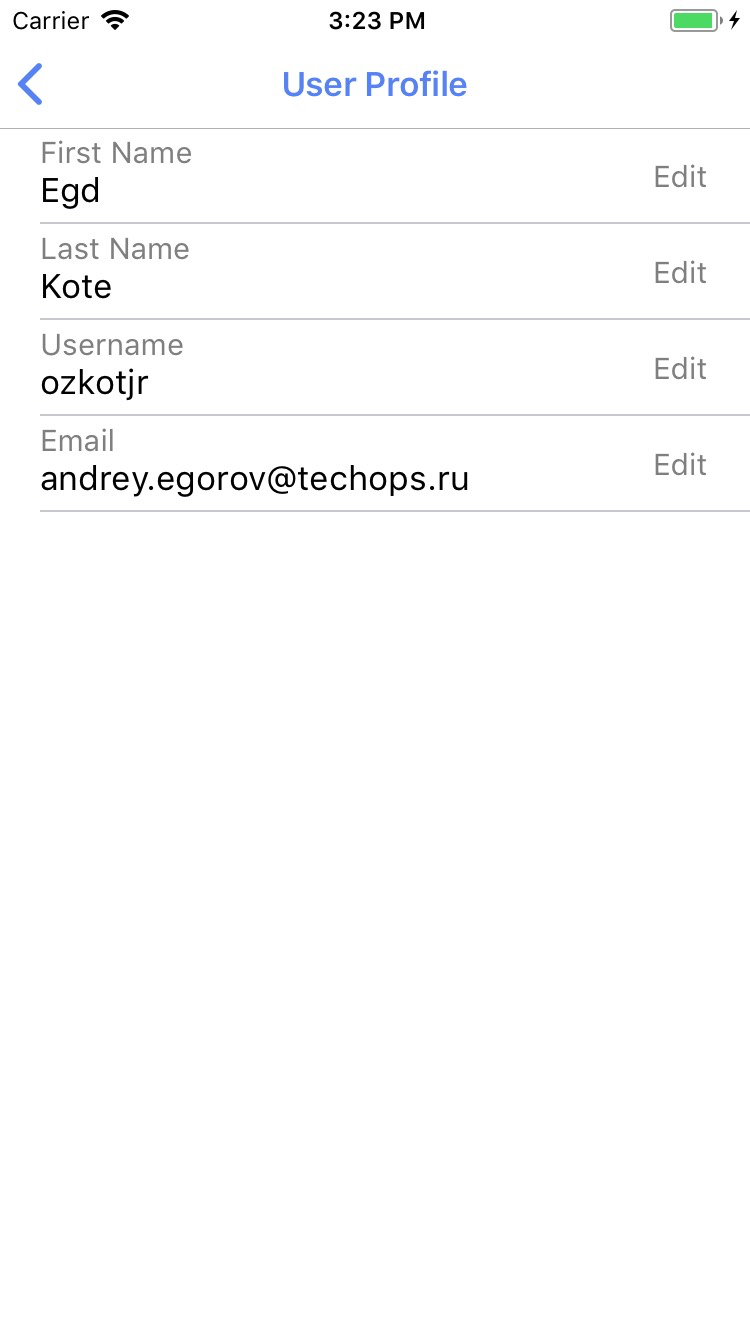 Carrier 3:23 PM
User Profile
First Name
Egd
Edit
Last Name
Kote
Edit
Username
ozkotjr
Edit
Email
andrey.egorov@techops.ru
Edit